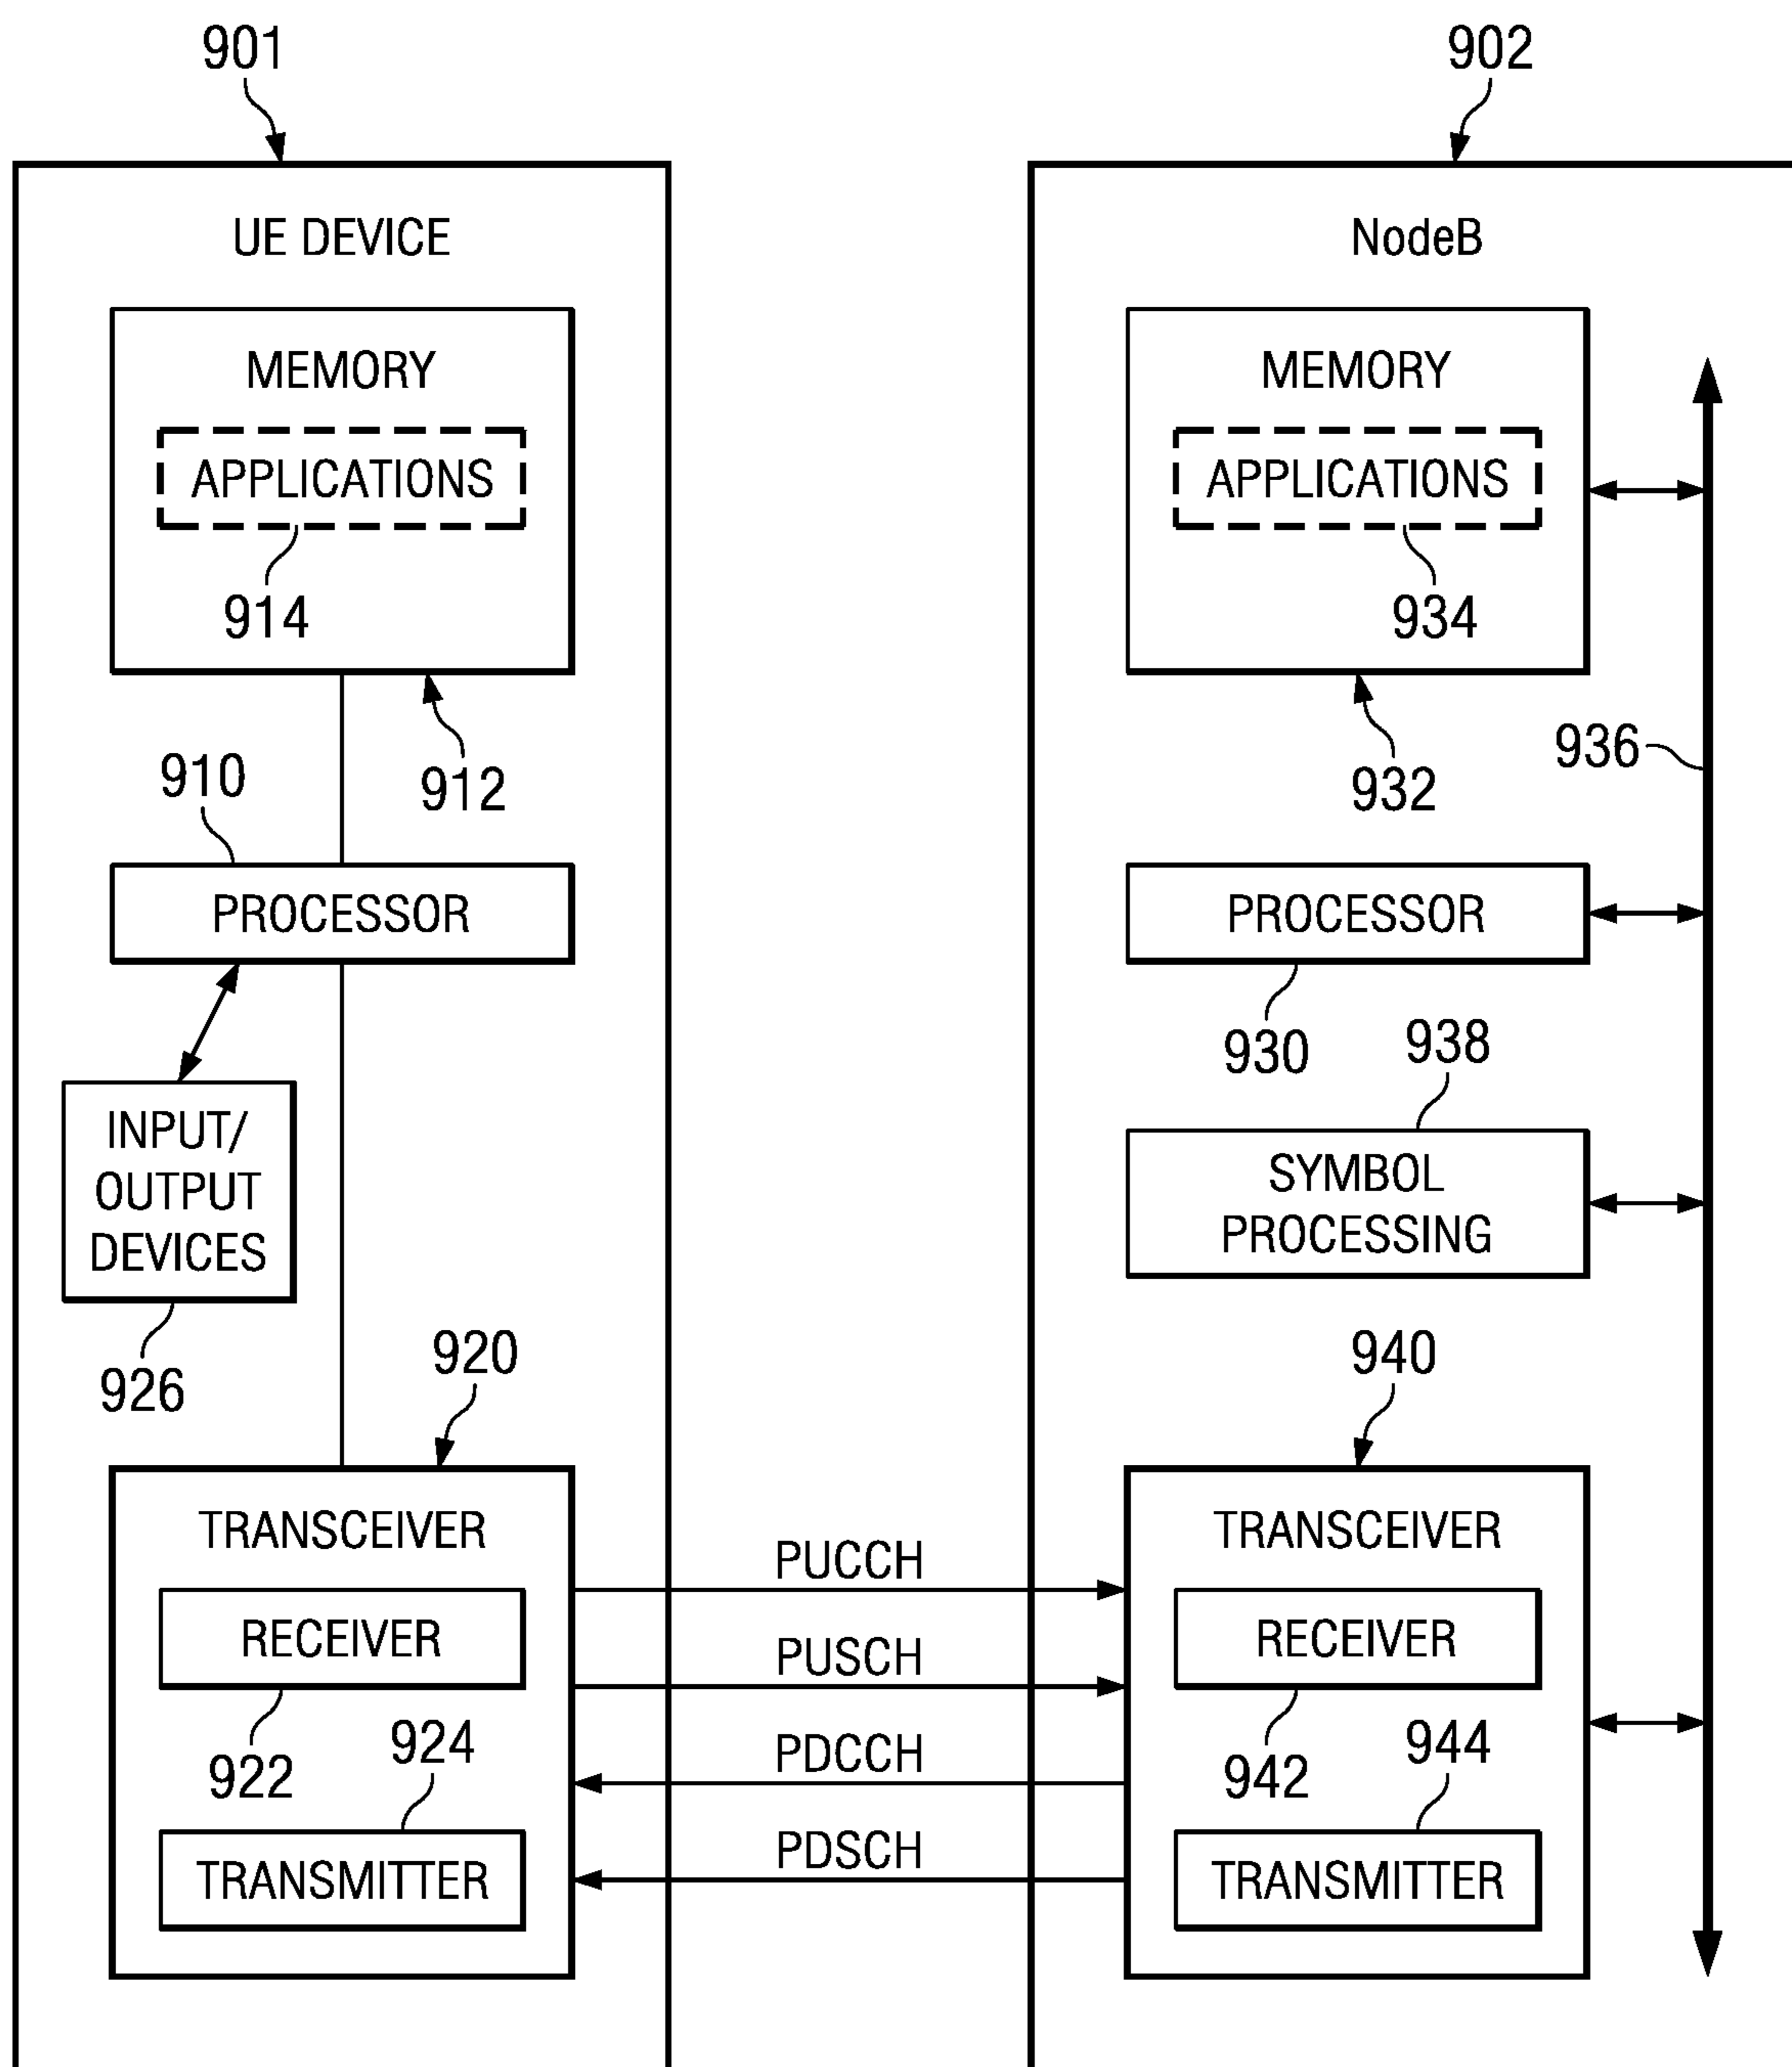 901
902
UE DEVICE
NodeB
MEMORY
APPLICATIONS
914
912
MEMORY
APPLICATIONS
934
932
936
910
PROCESSOR
PROCESSOR
930
INPUT/
OUTPUT
DEVICES
926
938
SYMBOL
PROCESSING
920
940
TRANSCEIVER
RECEIVER
922
924
TRANSMITTER
PUCCH
PUSCH
PDCCH
PDSCH
TRANSCEIVER
RECEIVER
942
944
TRANSMITTER